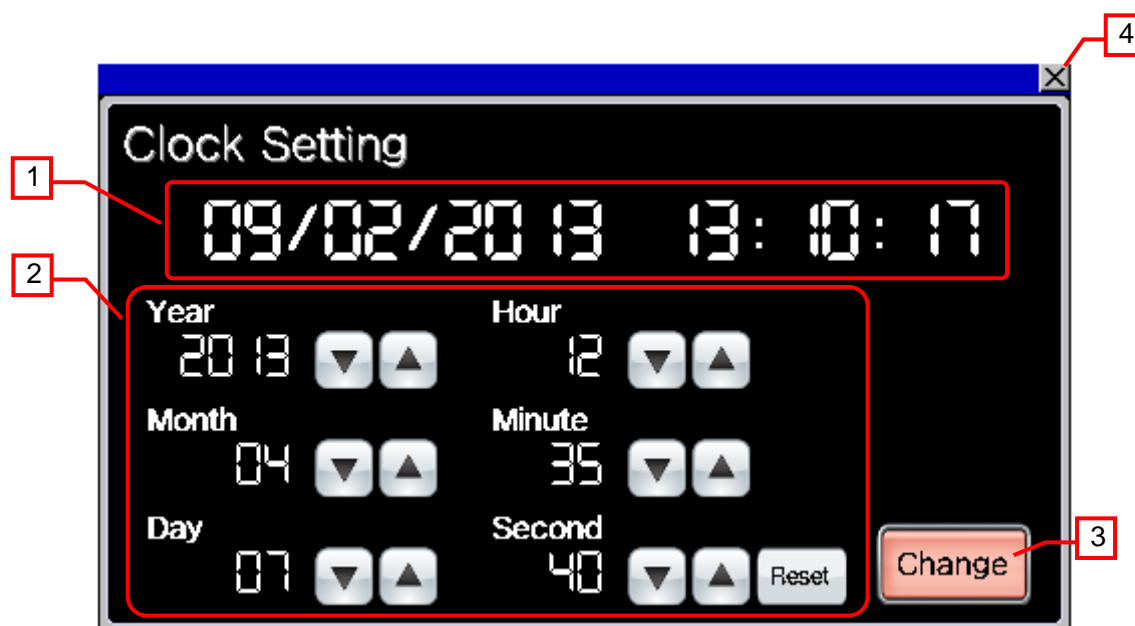 4
Clock Setting
1
09/02/2013 13: 10: 17
2
Year Hour
2013 ▼ ▲ 12 ▼ ▲
Month Minute
04 ▼ ▲ 35 ▼ ▲
Day Second
07 ▼ ▲ 40 ▼ ▲ Reset
Change 3